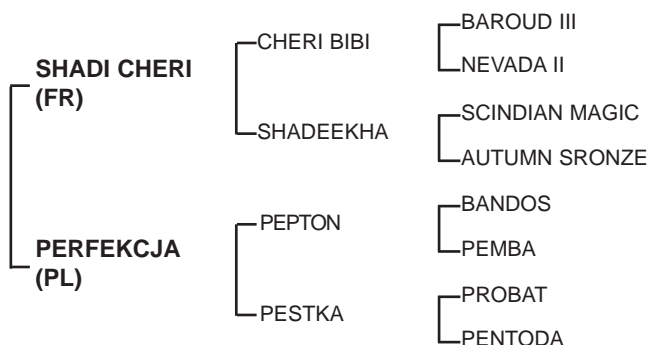 BAROUD III
CHERI BIBI
SHADI CHERI
(FR)
NEVADA II
SCINDIAN MAGIC
SHADEEKHA
AUTUMN SRONZE
BANDOS
PEPTON
PERFEKCJA
(PL)
PEMBA
PROBAT
PESTKA
PENTODA